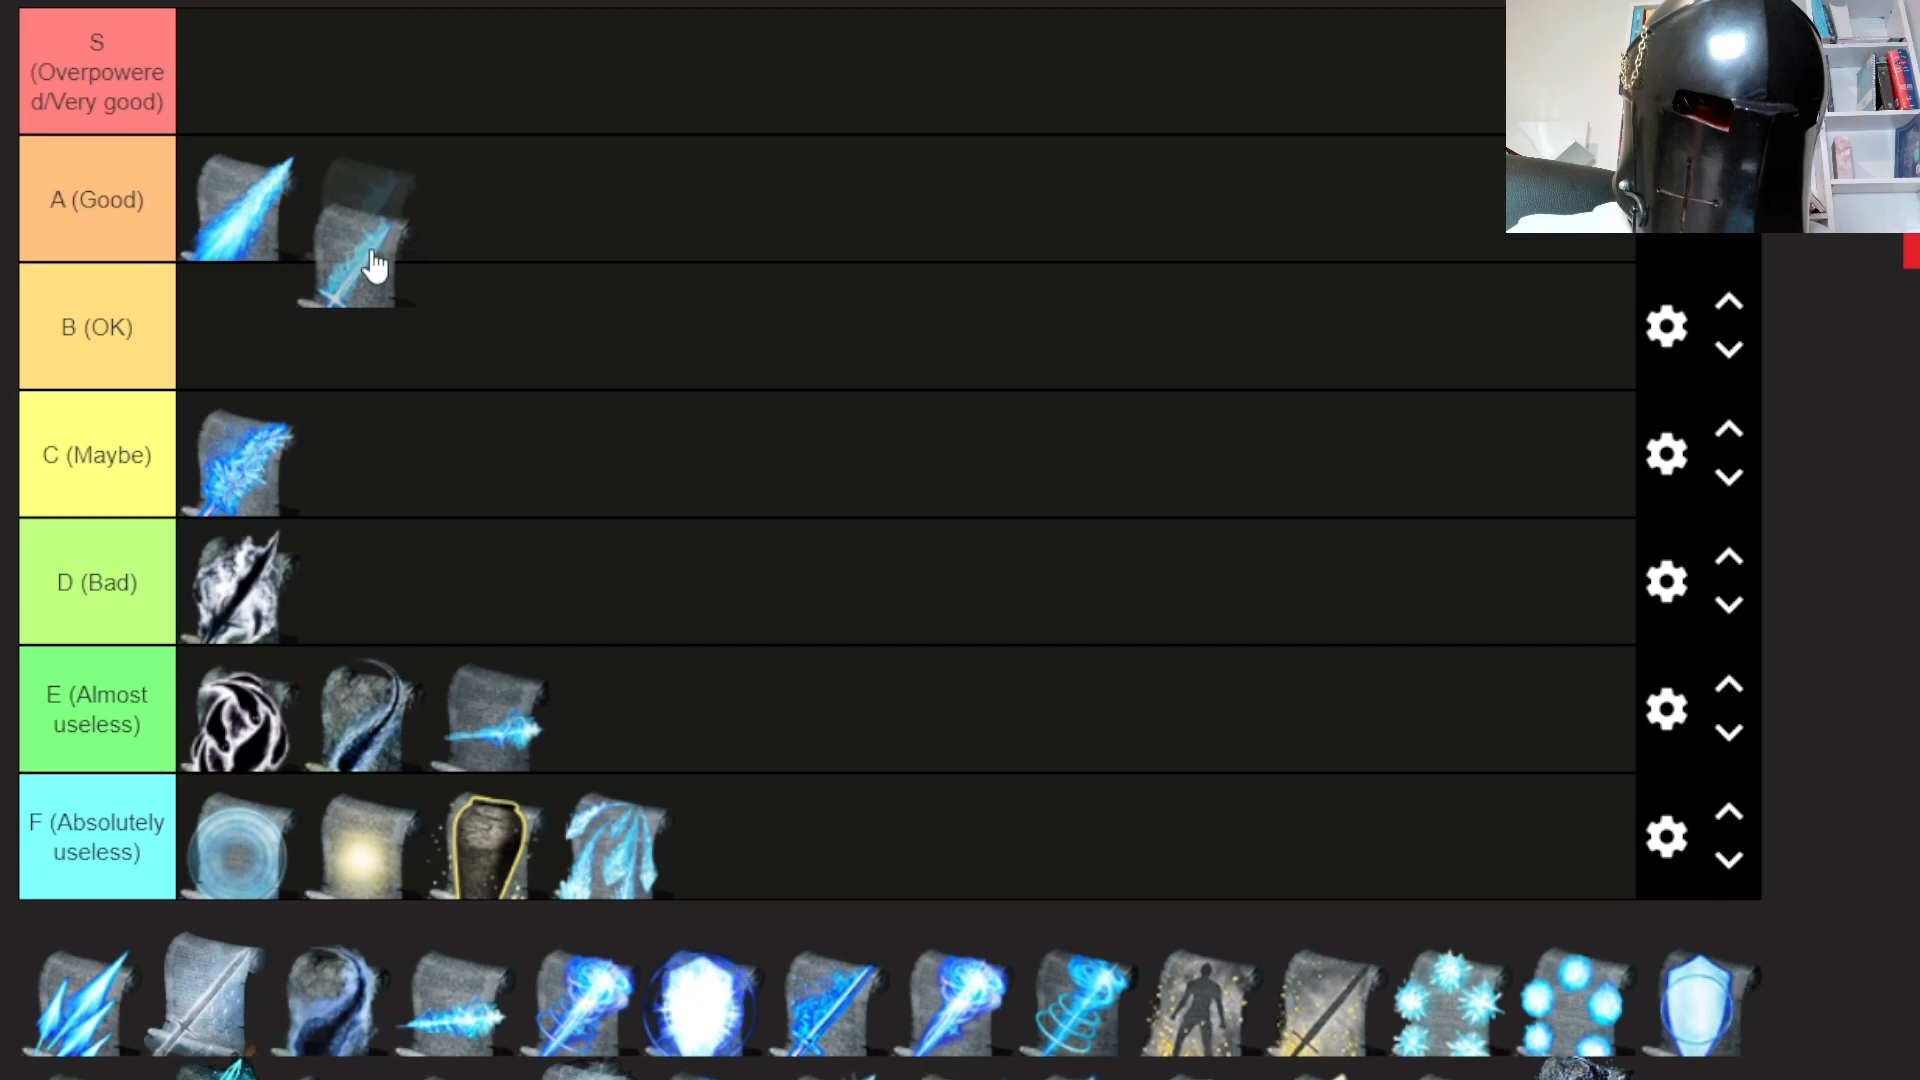 S
(Overpowere
d/Very good)
A (Good)
B (OK)
C (Maybe)
D (Bad)
E (Almost
useless)
F (Absolutely
useless)